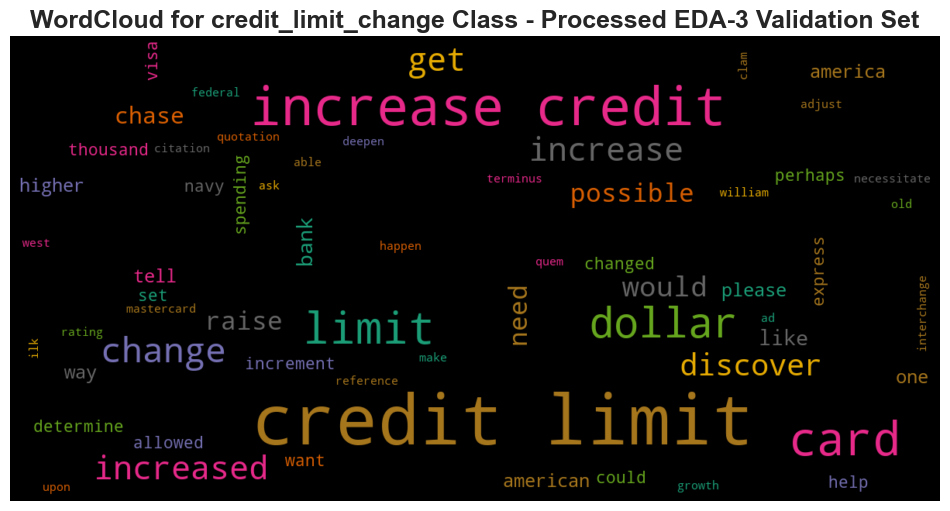 WordCloud for credit_limit_change Class - Processed EDA-3 Validation Set
visa
get
clam
america
federal
increase credit
adjust
chase
quotation
deepen
increase
thousand
citation
able
terminus
perhaps
necessitate
higher
navy
spending
ask
possible
william
old
west
bank
happen
quem
changed
express
tell
set
need
would
please
interchange
mastercard
raise
limit
dollar
ad
like
rating
ilk
change
increment
make
discover
way
reference
one
credit limit
determine
allowed
card
increased
want
american
could
help
upon
growth